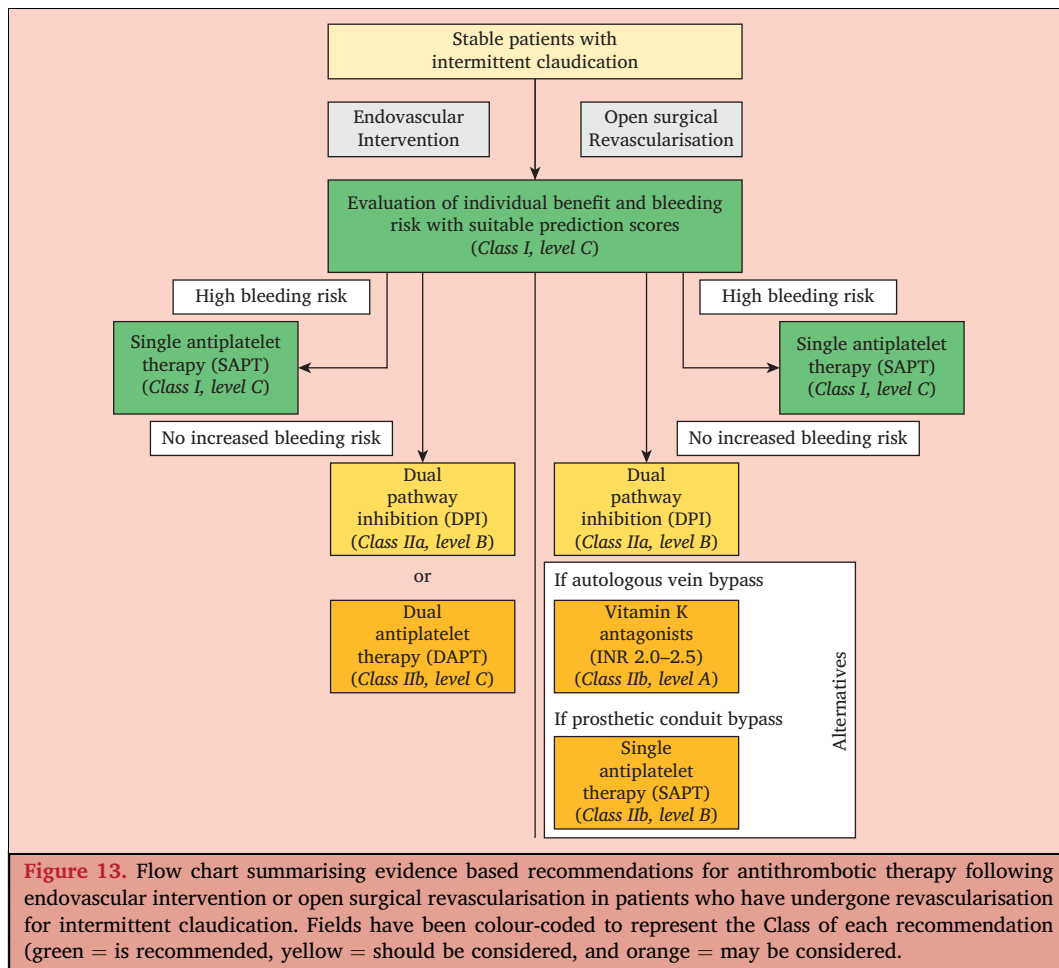 Stable patients with
intermittent claudication
Endovascular
Intervention
Open surgical
Revascularisation
Evaluation of individual benefit and bleeding
risk with suitable prediction scores
(Class I, level C)
High bleeding risk
High bleeding risk
Single antiplatelet
therapy (SAPT)
(Class I, level C)
Single antiplatelet
therapy (SAPT)
(Class I, level C)
No increased bleeding risk
No increased bleeding risk
Dual
pathway
inhibition (DPI)
(Class IIa, level B)
or
Dual
antiplatelet
therapy (DAPT)
(Class IIb, level C)
Dual
pathway
inhibition (DPI)
(Class IIa, level B)
If autologous vein bypass
Vitamin K
antagonists
(INR 2.0–2.5)
(Class IIb, level A)
If prosthetic conduit bypass
Single
antiplatelet
therapy (SAPT)
(Class IIb, level B)
Alternatives
Figure 13. Flow chart summarising evidence based recommendations for antithrombotic therapy following
endovascular intervention or open surgical revascularisation in patients who have undergone revascularisation
for intermittent claudication. Fields have been colour-coded to represent the Class of each recommendation
(green = is recommended, yellow = should be considered, and orange = may be considered.